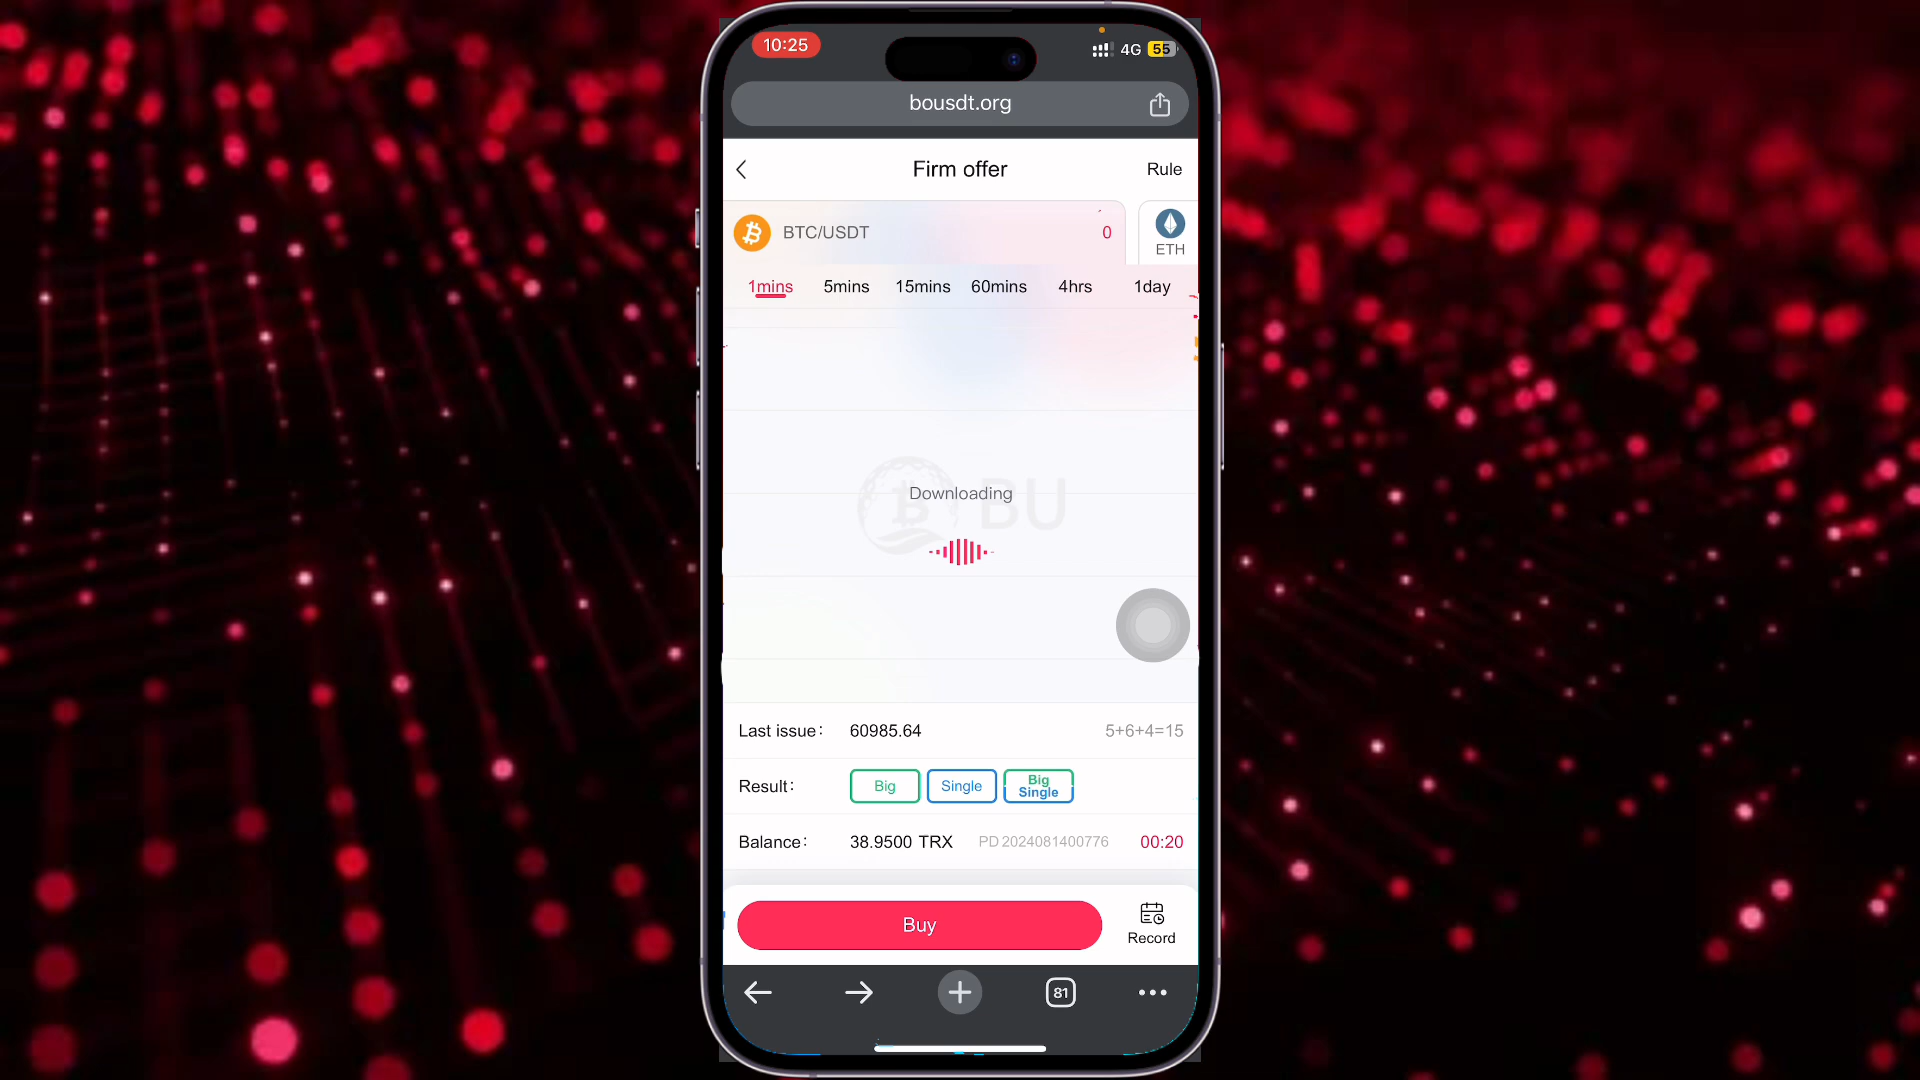 10:25
4G 55
bousdt.org
Firm offer
Rule
BTC/USDT
0
ETH
1mins 5mins 15mins 60mins 4hrs 1day
BU
Downloading
Last issue: 60985.64 5+6+4=15
Result: Big Single Big Single
Balance: 38.9500 TRX PD2024081400776 00:20
Buy
Record
81